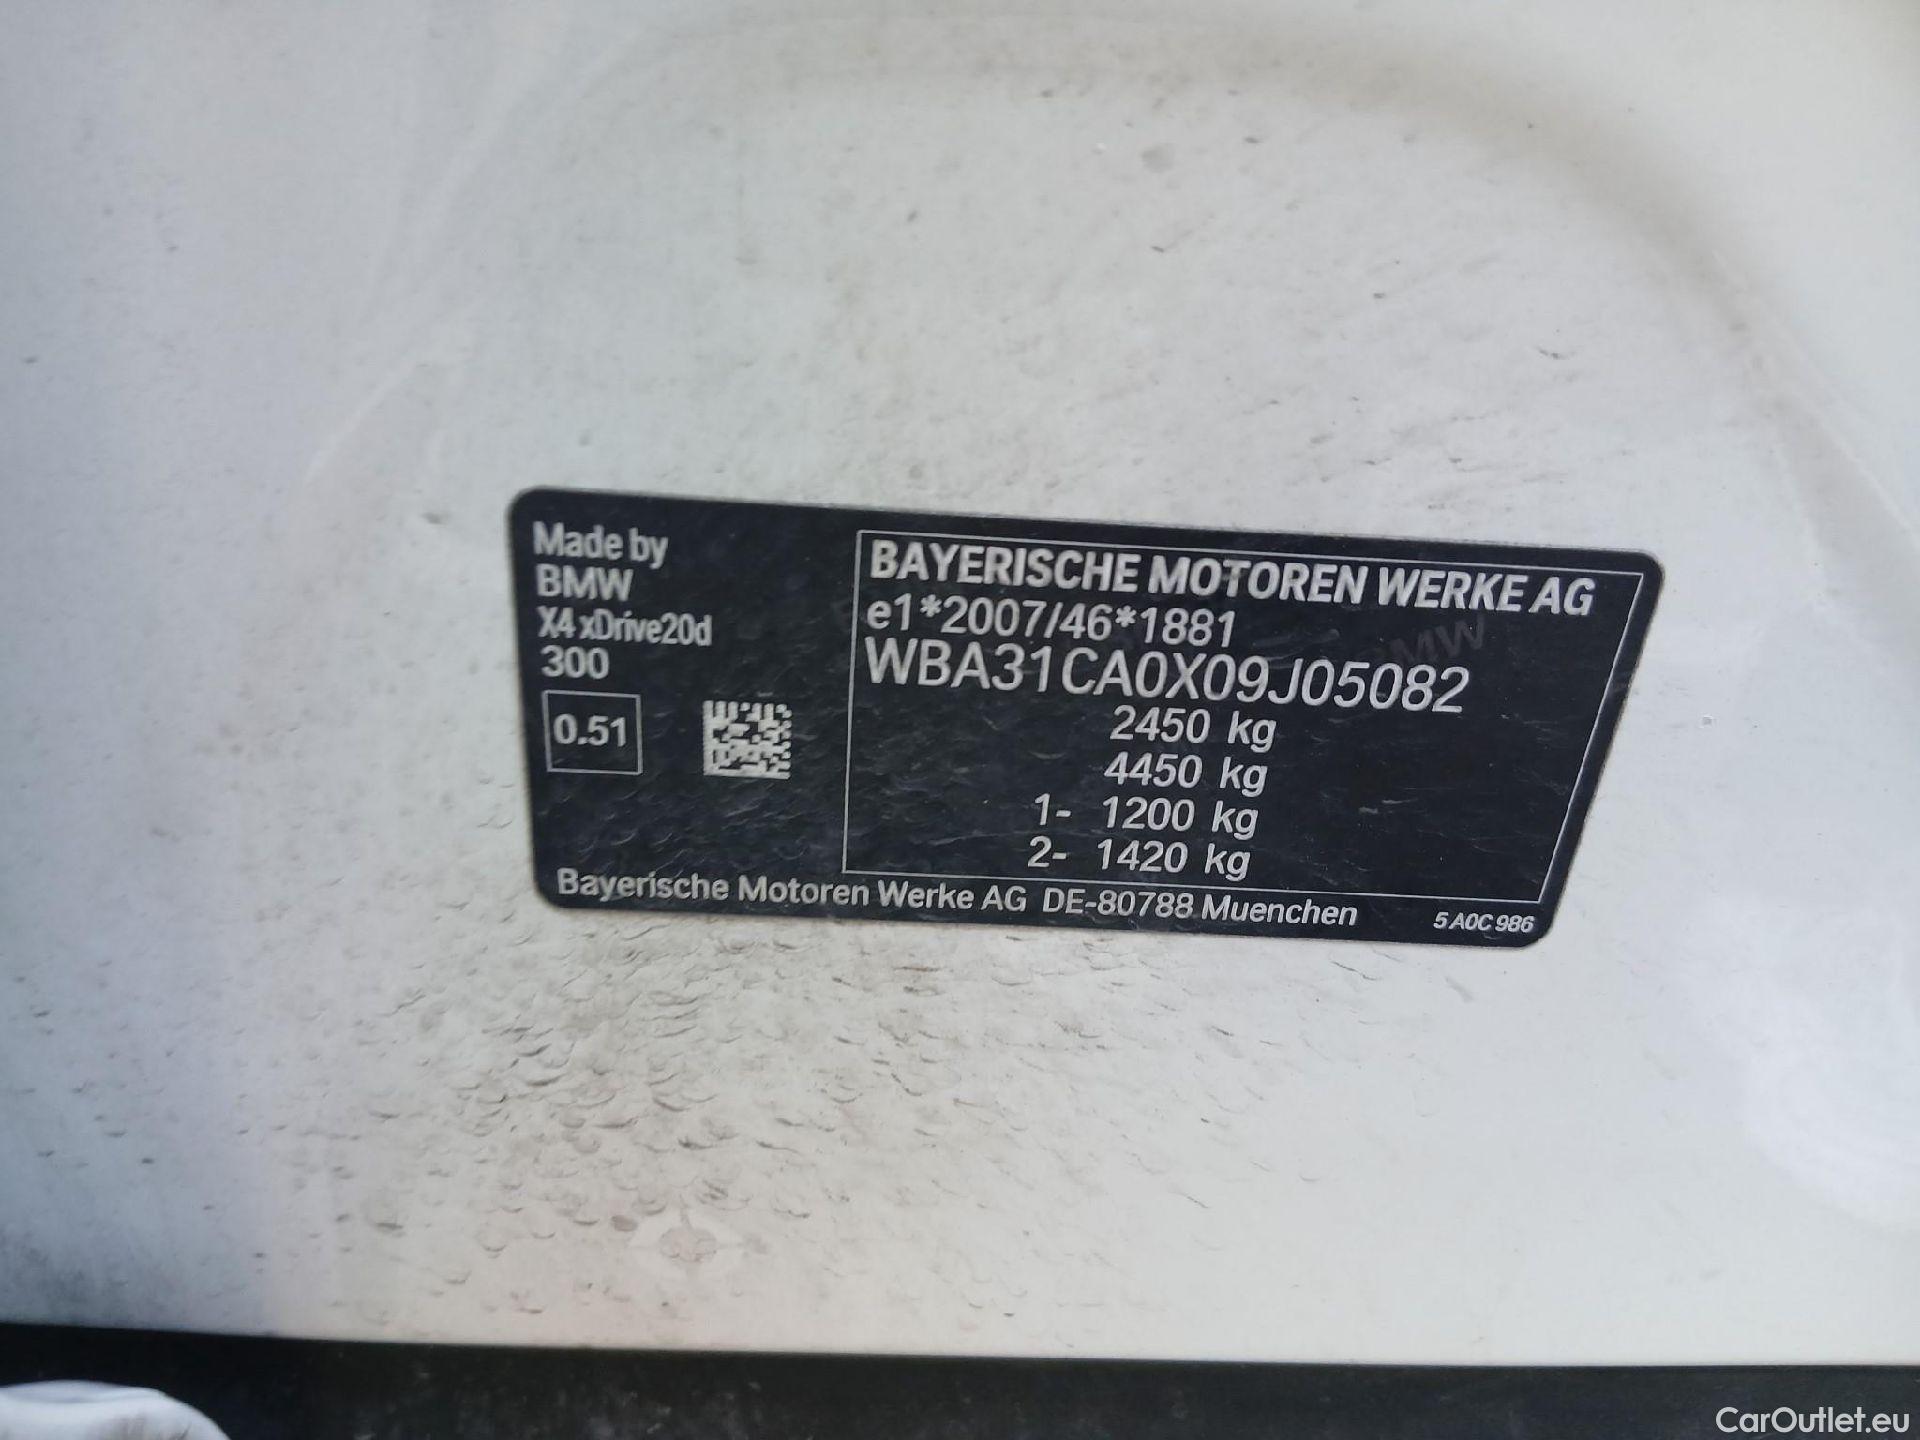 Made by
BMW
X4 xDrive20d
300
0.51
BAYERISCHE MOTOREN WERKE AG
e1*2007/46*1881
WBA31CA0X09J05082
2450 kg
4450 kg
1- 1200 kg
2- 1420 kg
Bayerische Motoren Werke AG DE-80788 Muenchen
5 A0C 986
CarOutlet.eu